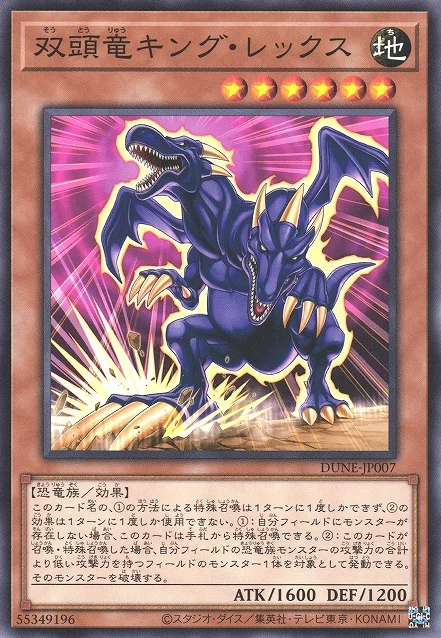 双頭竜キング・レックス
地
DUNE-JP007
【恐竜族/効果】
このカード名の、①の方法による特殊召喚は1ターンに1度しかできず、②の
効果は1ターンに1度しか使用できない。①:自分フィールドにモンスターが
存在しない場合、このカードは手札から特殊召喚できる。②:このカードが
召喚・特殊召喚した場合、自分フィールドの恐竜族モンスターの攻撃力の合計
より低い攻撃力を持つフィールドのモンスター1体を対象として発動できる。
そのモンスターを破壊する。
ATK/1600 DEF/1200
55349196 ©スタジオ・ダイス/集英社・テレビ東京・KONAMI